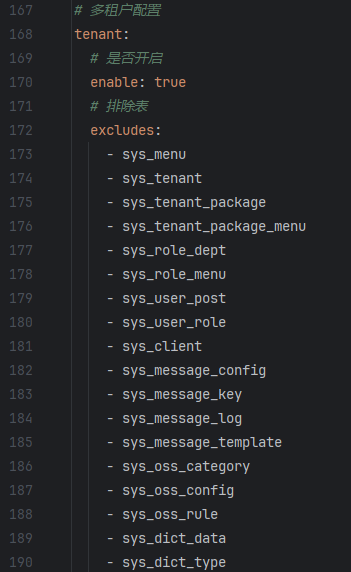 167 # 多租户配置
168 tenant:
169 # 是否开启
170 enable: true
171 # 排除表
172 excludes:
173 - sys_menu
174 - sys_tenant
175 - sys_tenant_package
176 - sys_tenant_package_menu
177 - sys_role_dept
178 - sys_role_menu
179 - sys_user_post
180 - sys_user_role
181 - sys_client
182 - sys_message_config
183 - sys_message_key
184 - sys_message_log
185 - sys_message_template
186 - sys_oss_category
187 - sys_oss_config
188 - sys_oss_rule
189 - sys_dict_data
190 - sys_dict_type